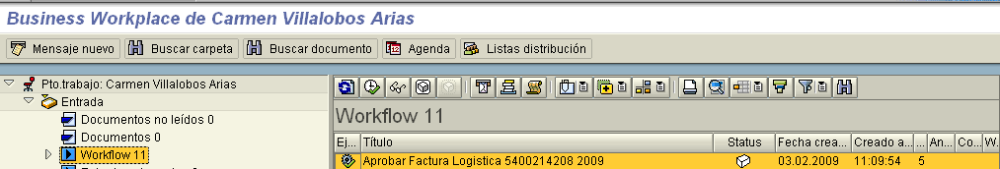 Business Workplace de Carmen Villalobos Arias
Mensaje nuevo Buscar carpeta Buscar documento Agenda Listas distribución
Pto.trabajo: Carmen Villalobos Arias
Entrada
Documentos no leídos 0
Documentos 0
Workflow 11
Workflow 11
Ej... Título Status Fecha crea... Creado a... ... An... Co... W.
Aprobar Factura Logistica 5400214208 2009 03.02.2009 11:09:54 5